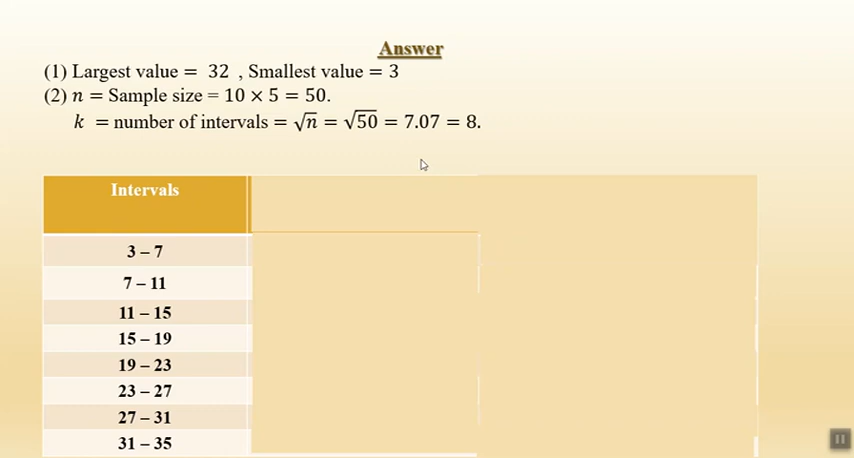 Answer
(1) Largest value = 32 , Smallest value = 3
(2) n = Sample size = 10 × 5 = 50.
k = number of intervals = √n = √50 = 7.07 = 8.
Intervals
3 – 7
7 – 11
11 – 15
15 – 19
19 – 23
23 – 27
27 – 31
31 – 35